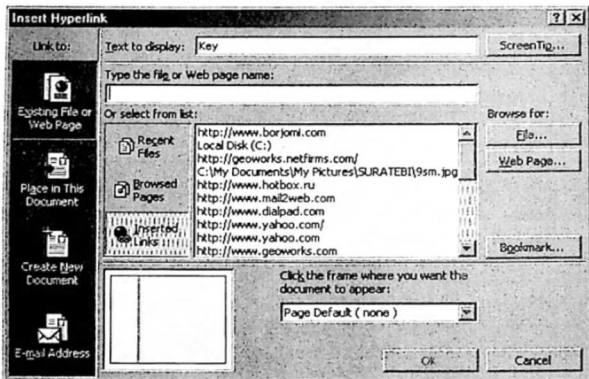 Insert Hyperlink
Link to:
Text to display: Key
ScreenTip...
Type the file or Web page name:
Existing File or
Web Page
Or select from list:
Browse for:
Recent
Files
Browsed
Pages
Inserted
Links
http://www.borjomi.com
Local Disk (C:)
http://geoworks.netfirms.com/
C:\My Documents\My Pictures\SURATEBI\9sm.jpg
http://www.hotbox.ru
http://www.mail2web.com
http://www.dialpad.com
http://www.yahoo.com/
http://www.yahoo.com
http://www.geoworks.com
File...
Web Page...
Bookmark...
Place in This
Document
Create New
Document
E-mail Address
Click the frame where you want the
document to appear:
Page Default ( none )
OK
Cancel